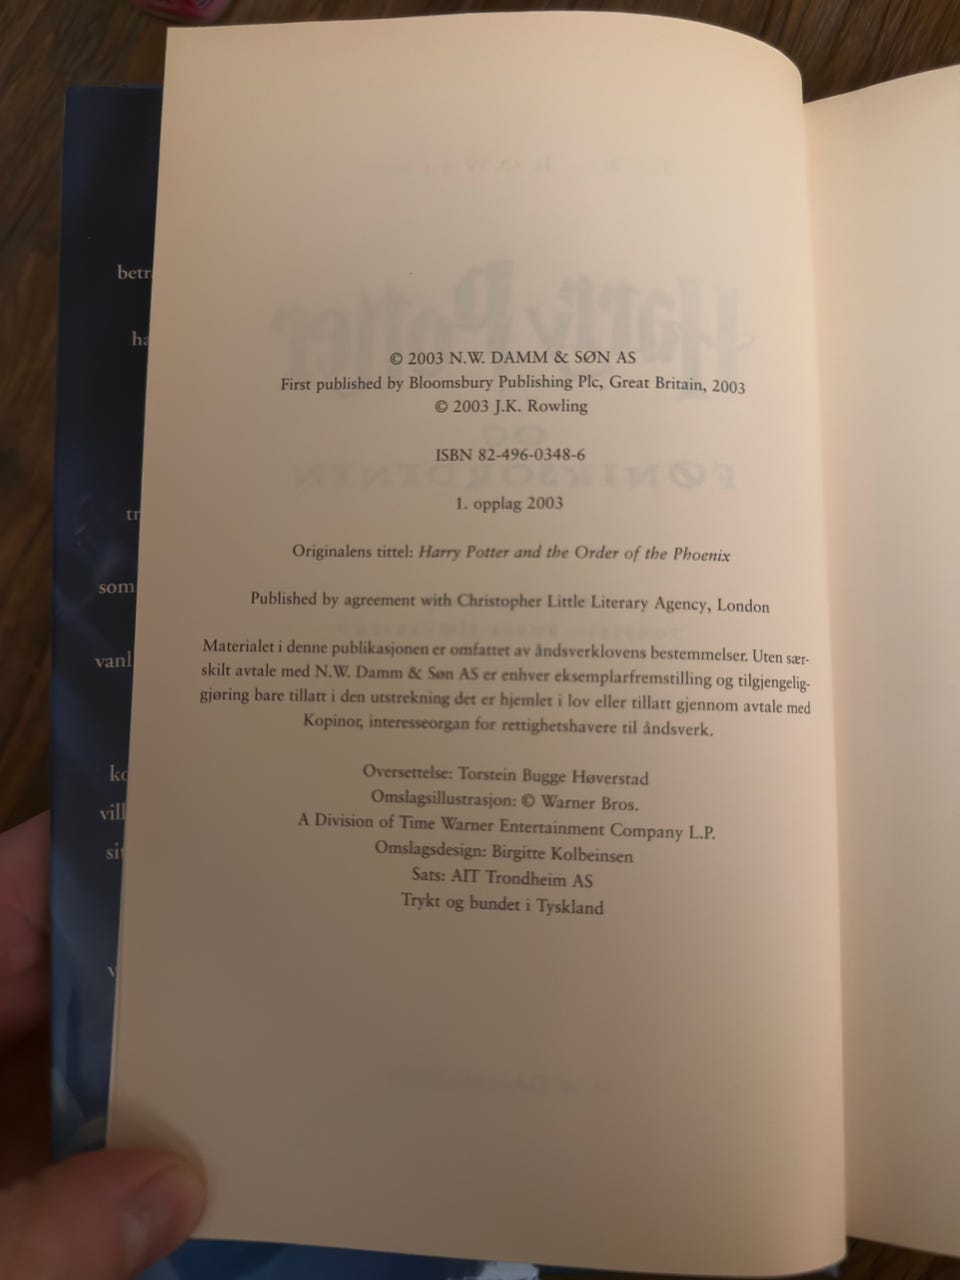 © 2003 N.W. DAMM & SØN AS
First published by Bloomsbury Publishing Plc, Great Britain, 2003
© 2003 J.K. Rowling
ISBN 82-496-0348-6
1. opplag 2003
Originalens tittel: Harry Potter and the Order of the Phoenix
Published by agreement with Christopher Little Literary Agency, London
Materialet i denne publikasjonen er omfattet av åndsverklovens bestemmelser. Uten sær-
skilt avtale med N.W. Damm & Søn AS er enhver eksemplarfremstilling og tilgjengelig-
gjøring bare tillatt i den utstrekning det er hjemlet i lov eller tillatt gjennom avtale med
Kopinor, interesseorgan for rettighetshavere til åndsverk.
Oversettelse: Torstein Bugge Høverstad
Omslagsillustrasjon: © Warner Bros.
A Division of Time Warner Entertainment Company L.P.
Omslagsdesign: Birgitte Kolbeinsen
Sats: AIT Trondheim AS
Trykt og bundet i Tyskland